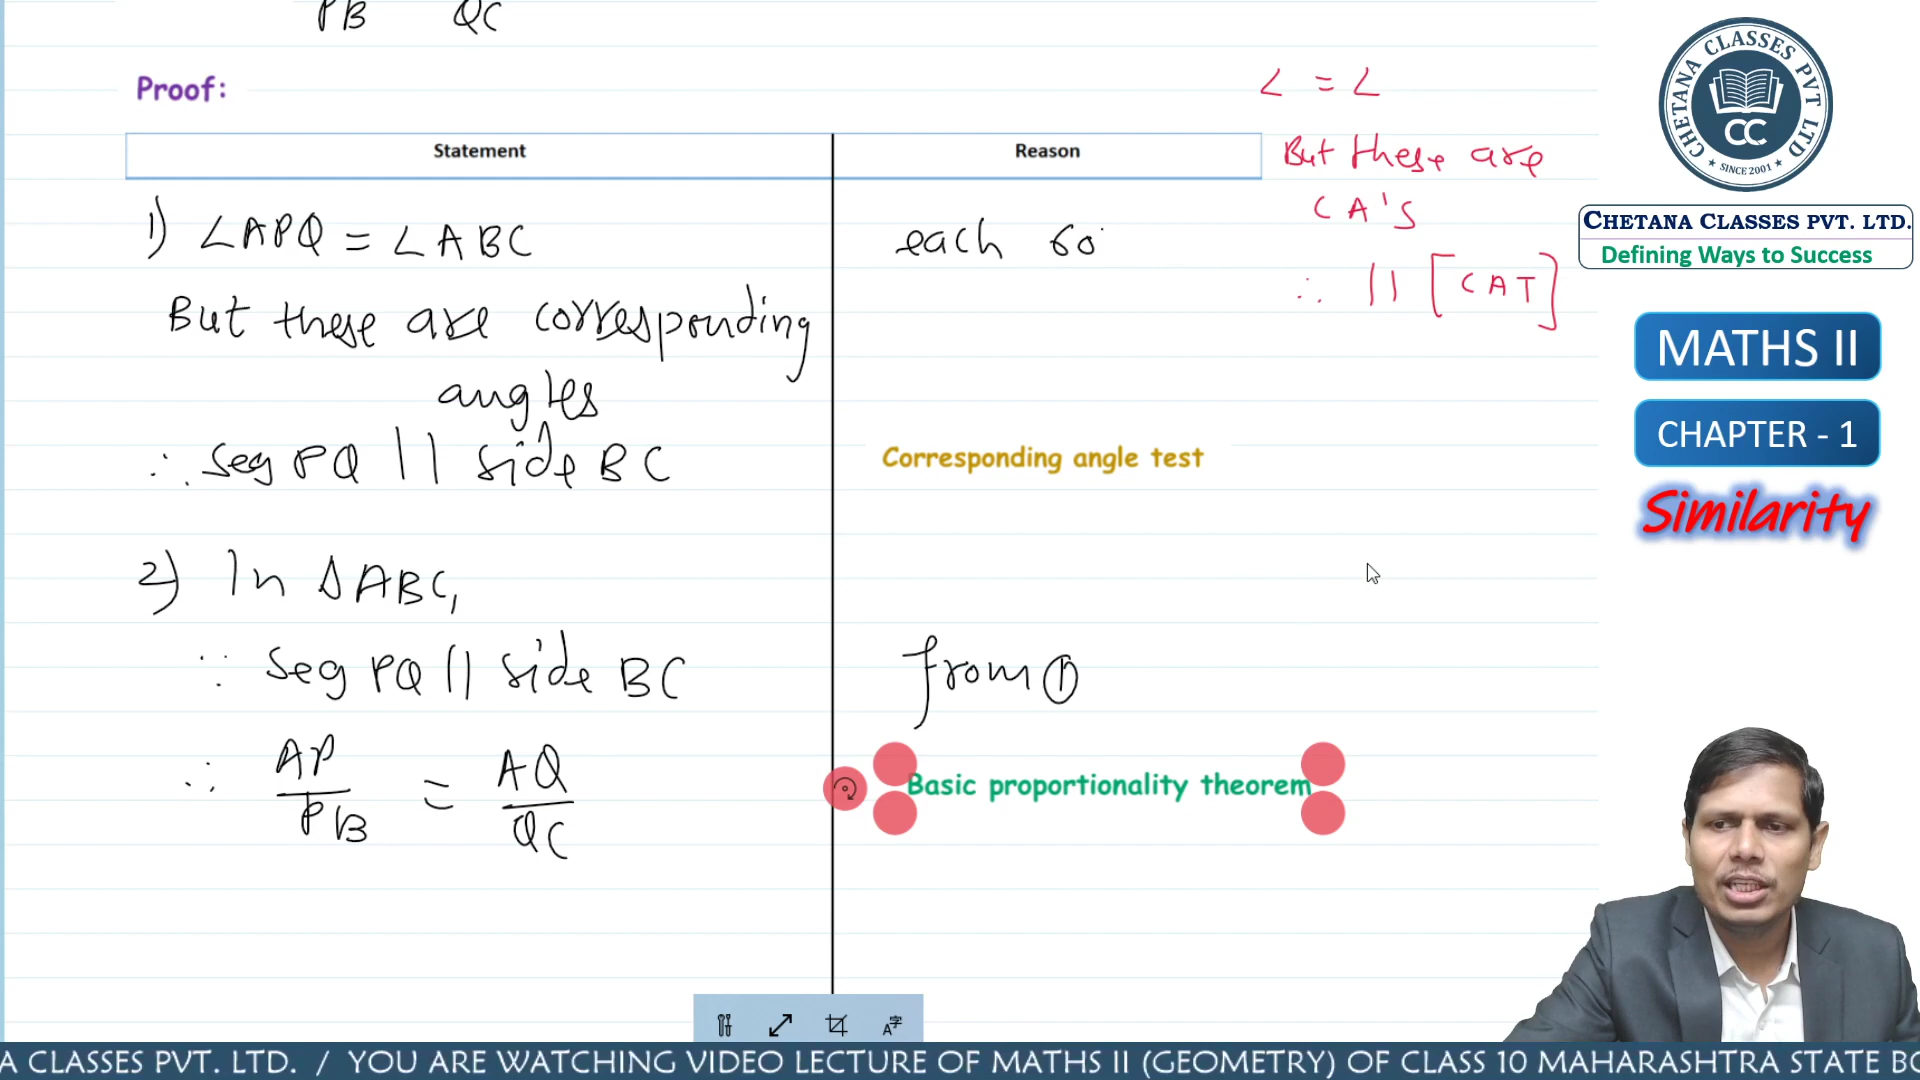 PB QC
Proof:
Statement
Reason
1) ∠APQ = ∠ABC
each 60°
But these are corresponding
angles
∴ seg PQ || side BC
Corresponding angle test
2) In ΔABC,
∵ seg PQ || side BC
from ①
∴ AP/PB = AQ/QC
Basic proportionality theorem
∠ = ∠
But these are
CA'S
∴ || [CAT]
CHETANA CLASSES PVT LTD
CC
★ SINCE 2001 ★
CHETANA CLASSES PVT. LTD.
Defining Ways to Success
MATHS II
CHAPTER - 1
Similarity
A CLASSES PVT. LTD. / YOU ARE WATCHING VIDEO LECTURE OF MATHS II (GEOMETRY) OF CLASS 10 MAHARASHTRA STATE BO